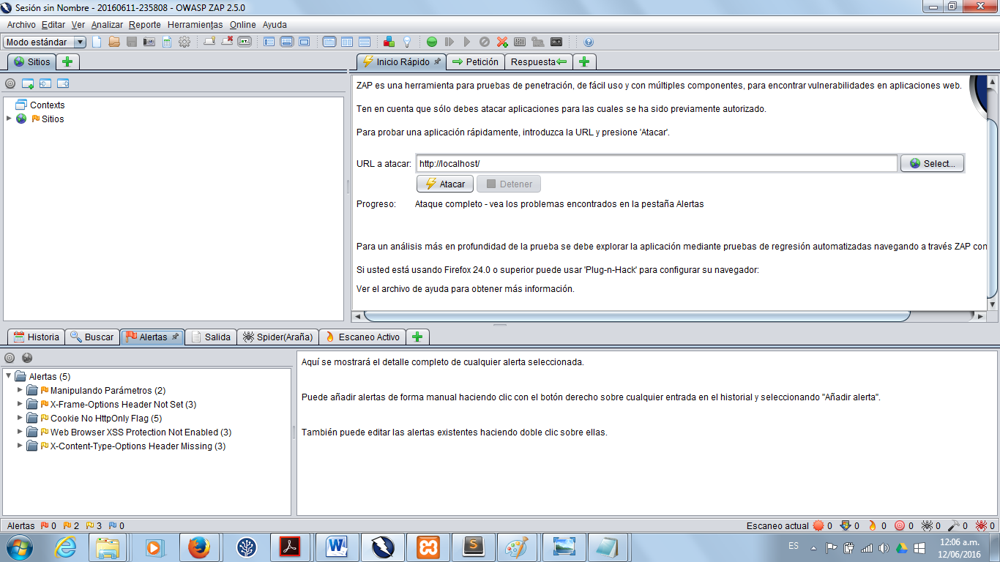 Sesión sin Nombre - 20160611-235808 - OWASP ZAP 2.5.0
Archivo Editar Ver Analizar Reporte Herramientas Online Ayuda
Modo estándar
Sitios
Inicio Rápido
Petición
Respuesta
Contexts
Sitios
ZAP es una herramienta para pruebas de penetración, de fácil uso y con múltiples componentes, para encontrar vulnerabilidades en aplicaciones web.
Ten en cuenta que sólo debes atacar aplicaciones para las cuales se ha sido previamente autorizado.
Para probar una aplicación rápidamente, introduzca la URL y presione 'Atacar'.
URL a atacar: http://localhost/ Select...
Atacar Detener
Progreso: Ataque completo - vea los problemas encontrados en la pestaña Alertas
Para un análisis más en profundidad de la prueba se debe explorar la aplicación mediante pruebas de regresión automatizadas navegando a través ZAP con
Si usted está usando Firefox 24.0 o superior puede usar 'Plug-n-Hack' para configurar su navegador:
Ver el archivo de ayuda para obtener más información.
Historia Buscar Alertas Salida Spider(Araña) Escaneo Activo
Alertas (5)
Manipulando Parámetros (2)
X-Frame-Options Header Not Set (3)
Cookie No HttpOnly Flag (5)
Web Browser XSS Protection Not Enabled (3)
X-Content-Type-Options Header Missing (3)
Aquí se mostrará el detalle completo de cualquier alerta seleccionada.
Puede añadir alertas de forma manual haciendo clic con el botón derecho sobre cualquier entrada en el historial y seleccionando "Añadir alerta".
También puede editar las alertas existentes haciendo doble clic sobre ellas.
Alertas 0 2 3 0
Escaneo actual 0 0 0 0 0 0 0
ES
12:06 a.m.
12/06/2016